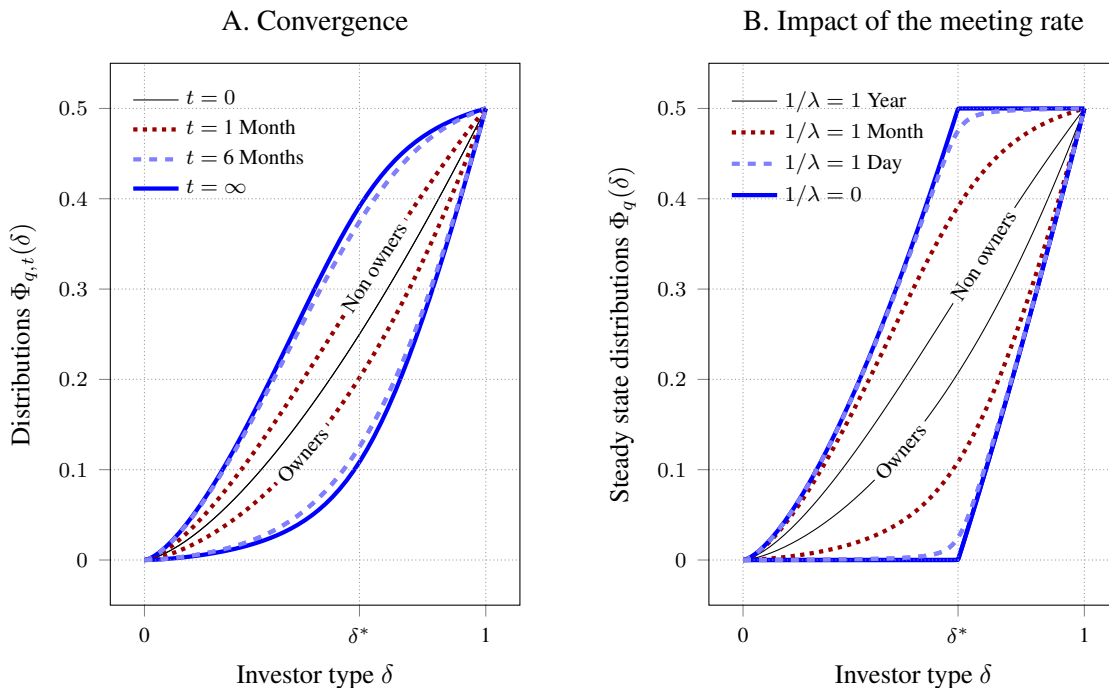 A. Convergence
Distributions Φ_{q,t}(δ)
t = 0
t = 1 Month
t = 6 Months
t = ∞
Non owners
Owners
0.5
0.4
0.3
0.2
0.1
0
0
δ*
1
Investor type δ
B. Impact of the meeting rate
Steady state distributions Φ_q(δ)
1/λ = 1 Year
1/λ = 1 Month
1/λ = 1 Day
1/λ = 0
Non owners
Owners
0.5
0.4
0.3
0.2
0.1
0
0
δ*
1
Investor type δ